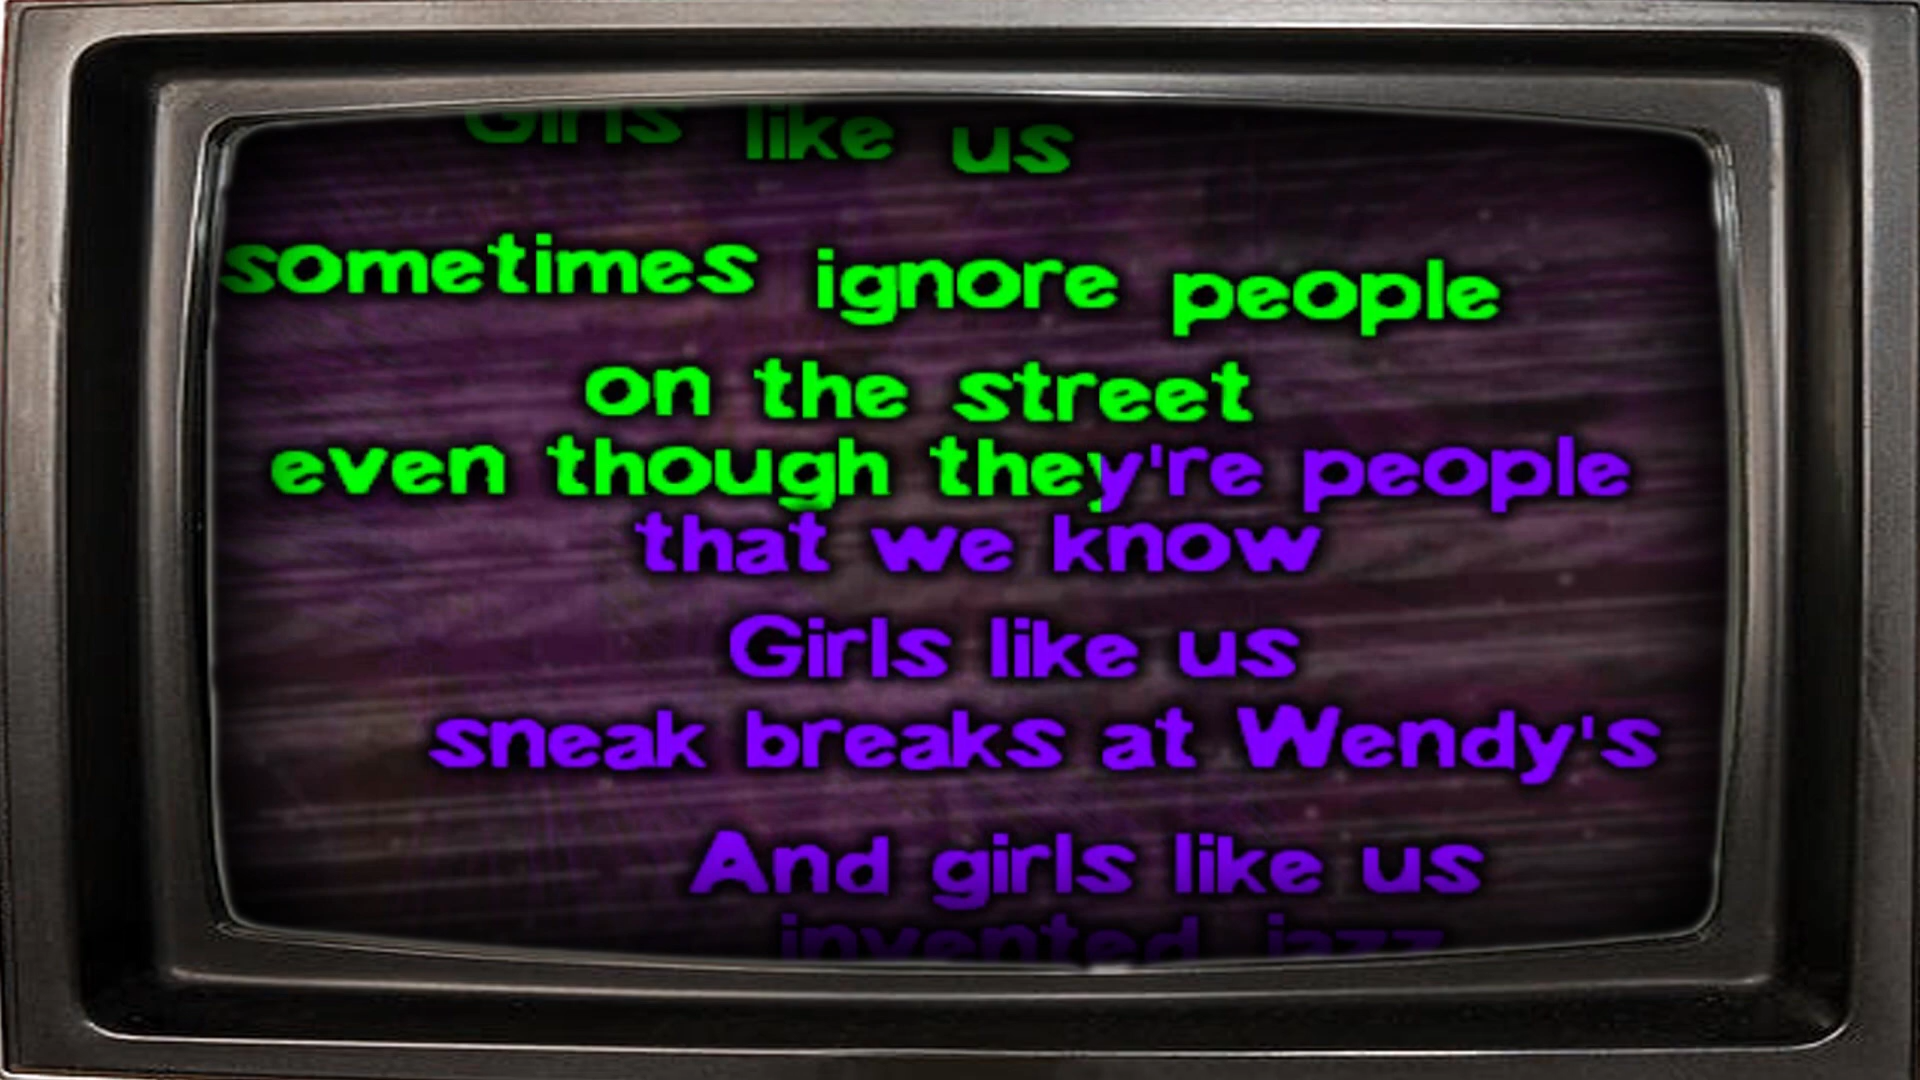 Girls like us
sometimes ignore people
on the street
even though they're people
that we know
Girls like us
sneak breaks at Wendy's
And girls like us
invented jazz